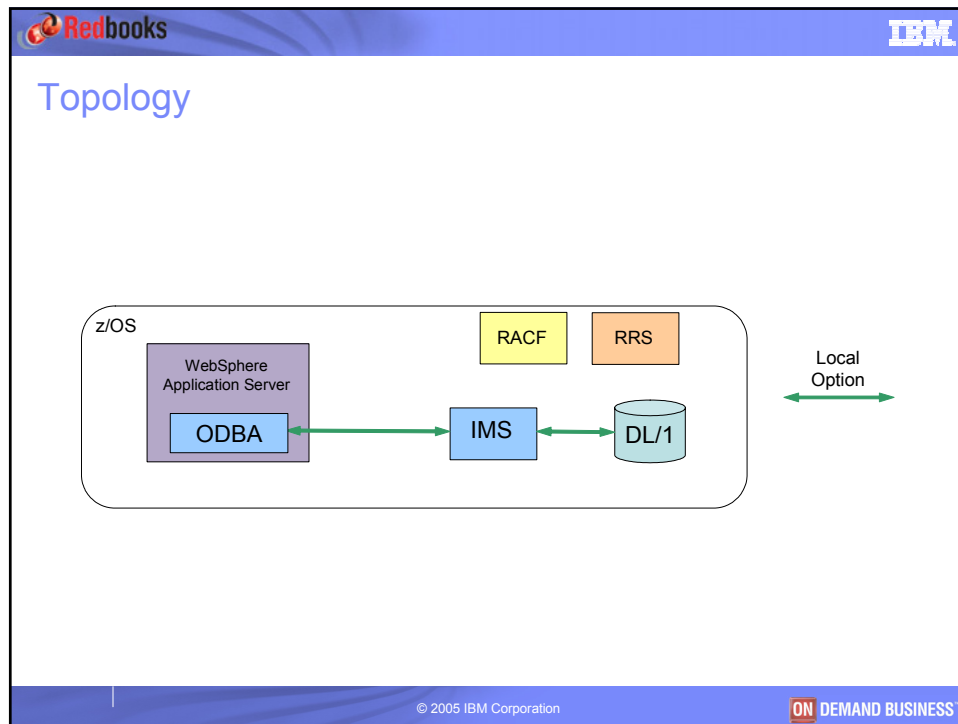 Redbooks
IBM
Topology
z/OS
RACF
RRS
WebSphere
Application Server
ODBA
IMS
DL/1
Local
Option
© 2005 IBM Corporation
ON DEMAND BUSINESS™